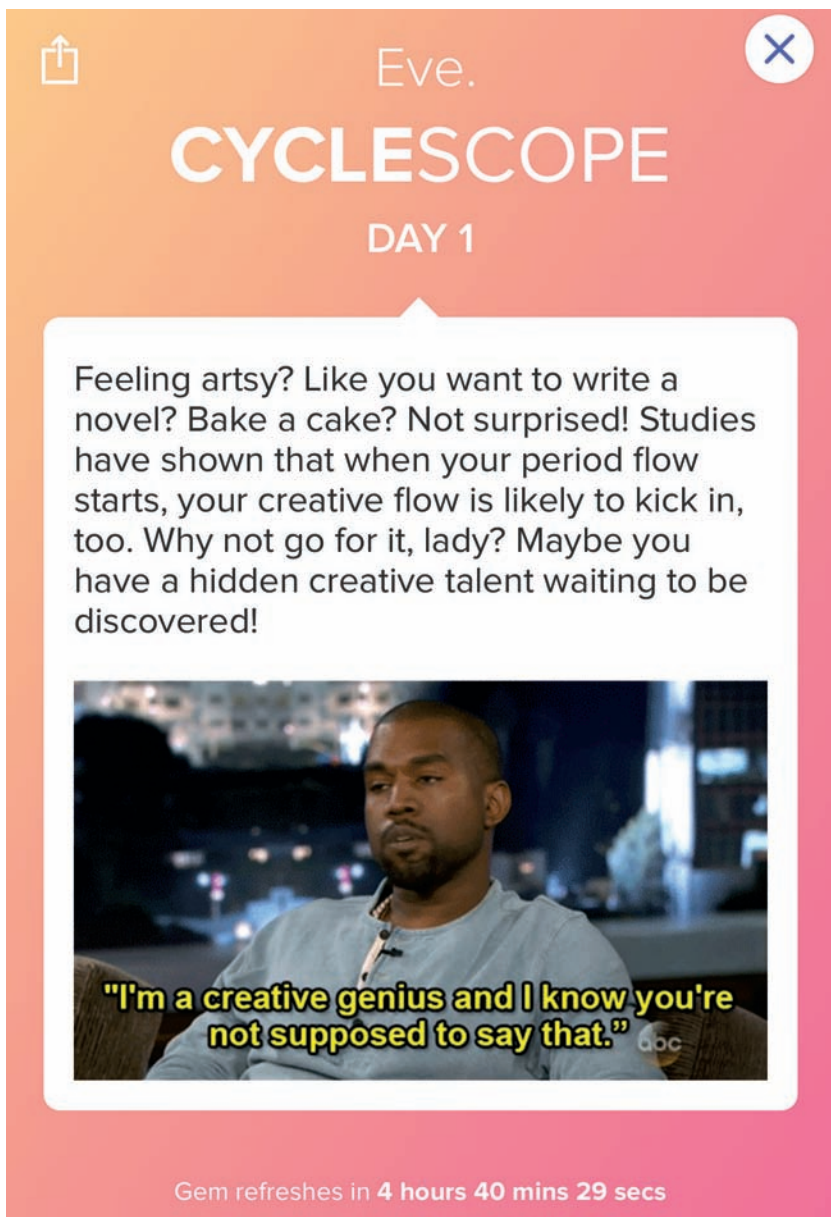 Eve.
CYCLESCOPE
DAY 1
Feeling artsy? Like you want to write a
novel? Bake a cake? Not surprised! Studies
have shown that when your period flow
starts, your creative flow is likely to kick in,
too. Why not go for it, lady? Maybe you
have a hidden creative talent waiting to be
discovered!
"I'm a creative genius and I know you're
not supposed to say that.”
abc
Gem refreshes in 4 hours 40 mins 29 secs